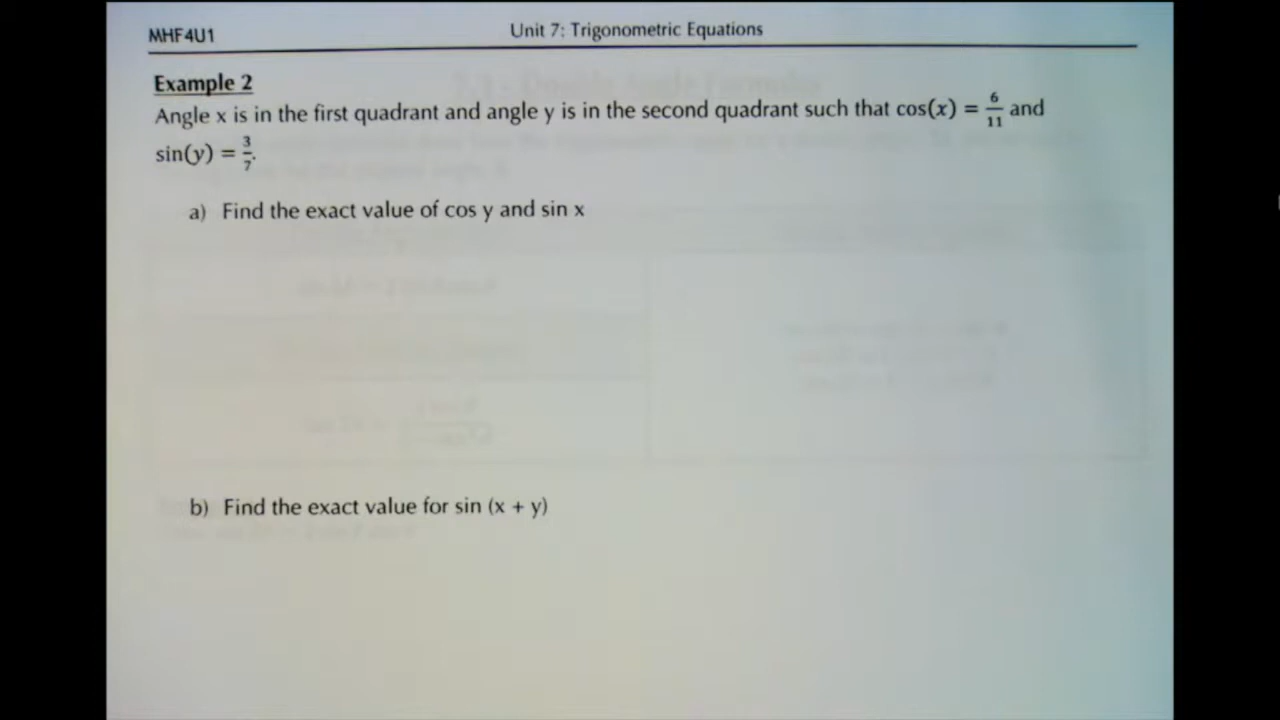 MHF4U1
Unit 7: Trigonometric Equations
Example 2
Angle x is in the first quadrant and angle y is in the second quadrant such that cos(x) = 6/11 and
sin(y) = 3/7.
a) Find the exact value of cos y and sin x
b) Find the exact value for sin (x + y)